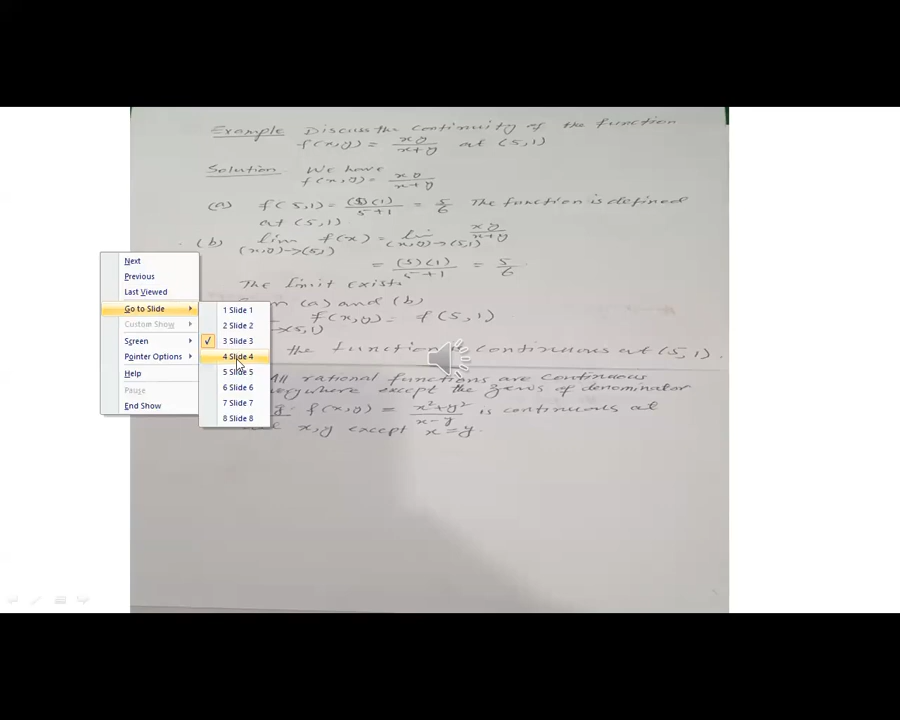 Example Discuss the continuity of the function
f(x,y) = xy/x+y at (5,1)
Solution. We have
f(x,y) = xy/x+y
(a) f(5,1) = (5)(1)/5+1 = 5/6 The function is defined
at (5,1)
(b) lim (x,y)→(5,1) f(x) = lim (x,y)→(5,1) xy/x+y
= (5)(1)/5+1 = 5/6
The limit exists
(a) and (b)
→(5,1) f(x,y) = f(5,1)
the function is continuous at (5,1).
All rational functions are continuous
everywhere except the zeros of denominator
f(x,y) = x²+y²/x-y is continuous at
x,y except x=y.
Next
Previous
Last Viewed
Go to Slide
Custom Show
Screen
Pointer Options
Help
Pause
End Show
1 Slide 1
2 Slide 2
3 Slide 3
4 Slide 4
5 Slide 5
6 Slide 6
7 Slide 7
8 Slide 8